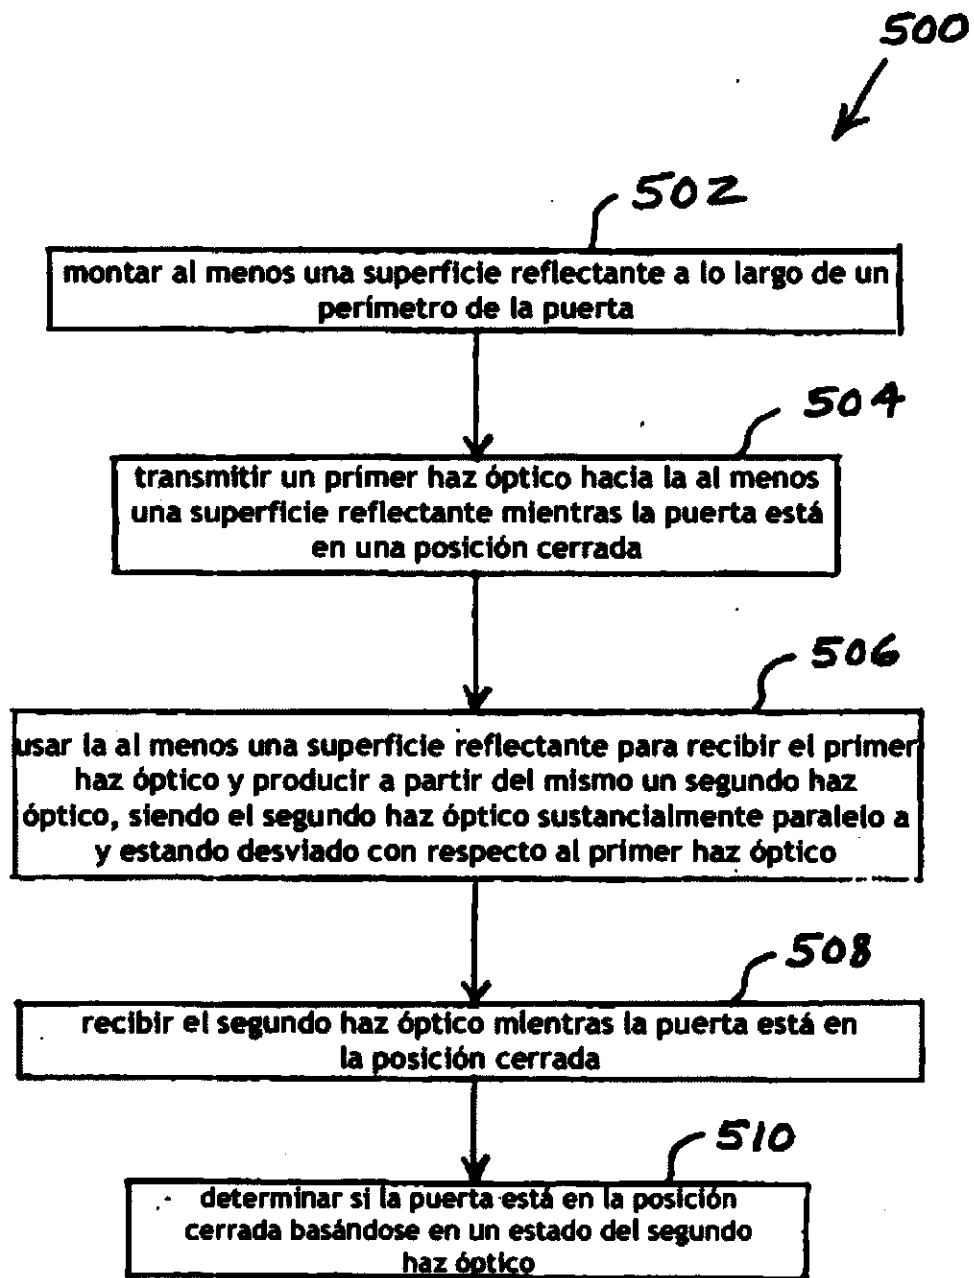 500
502
montar al menos una superficie reflectante a lo largo de un
perímetro de la puerta
504
transmitir un primer haz óptico hacia la al menos
una superficie reflectante mientras la puerta está
en una posición cerrada
506
usar la al menos una superficie reflectante para recibir el primer
haz óptico y producir a partir del mismo un segundo haz
óptico, siendo el segundo haz óptico sustancialmente paralelo a
y estando desviado con respecto al primer haz óptico
508
recibir el segundo haz óptico mientras la puerta está en
la posición cerrada
510
determinar si la puerta está en la posición
cerrada basándose en un estado del segundo
haz óptico